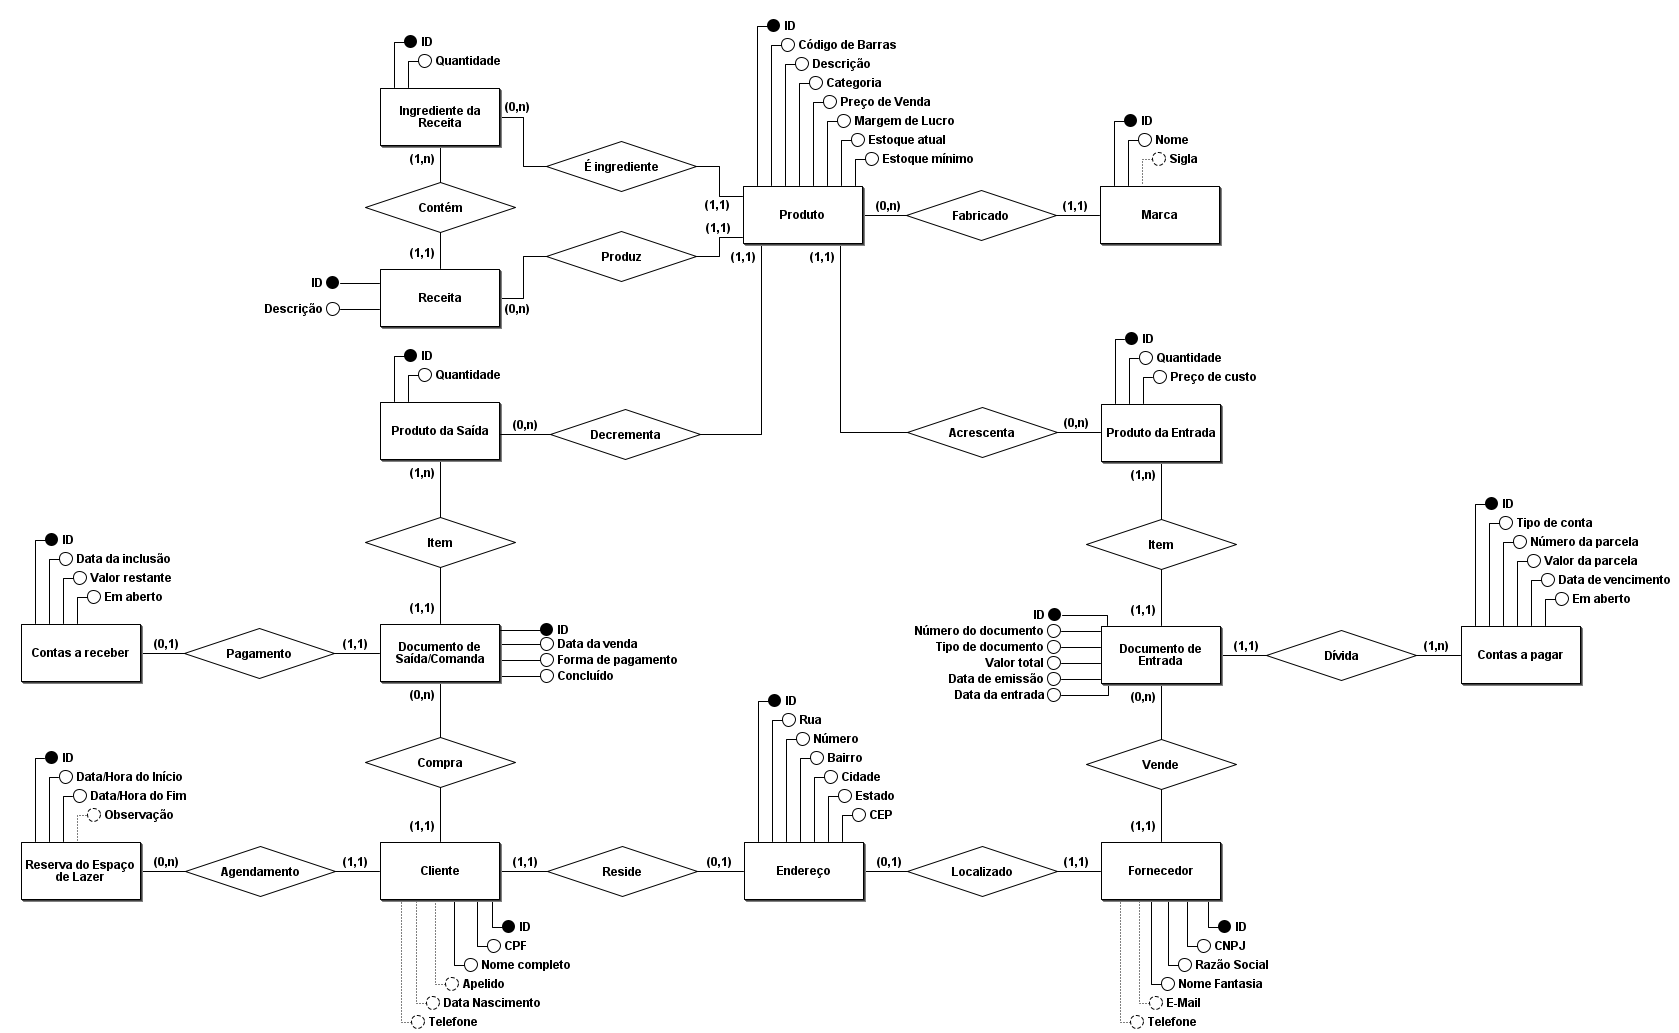 ID
Código de Barras
Descrição
Categoria
Preço de Venda
Margem de Lucro
Estoque atual
Estoque mínimo
ID
Quantidade
Ingrediente da
Receita
(0,n)
(1,n)
É ingrediente
(1,1)
Produto
(0,n)
Fabricado
(1,1)
ID
Nome
Sigla
Marca
Contém
(1,1)
(1,1)
Produz
(1,1)
(1,1)
ID
Descrição
Receita
(0,n)
ID
Quantidade
Produto da Saída
(0,n)
Decrementa
(1,n)
Acrescenta
(0,n)
ID
Quantidade
Preço de custo
Produto da Entrada
(1,n)
Item
Item
ID
Data da inclusão
Valor restante
Em aberto
Contas a receber
(0,1)
Pagamento
(1,1)
(1,1)
Documento de
Saída/Comanda
ID
Data da venda
Forma de pagamento
Concluído
(0,n)
ID
Número do documento
Tipo de documento
Valor total
Data de emissão
Data da entrada
(1,1)
Documento de
Entrada
(1,1)
Dívida
(1,n)
ID
Tipo de conta
Número da parcela
Valor da parcela
Data de vencimento
Em aberto
Contas a pagar
(0,n)
Compra
(1,1)
Vende
(1,1)
ID
Data/Hora do Início
Data/Hora do Fim
Observação
Reserva do Espaço
de Lazer
(0,n)
Agendamento
(1,1)
Cliente
(1,1)
Reside
(0,1)
ID
Rua
Número
Bairro
Cidade
Estado
CEP
Endereço
(0,1)
Localizado
(1,1)
Fornecedor
ID
CPF
Nome completo
Apelido
Data Nascimento
Telefone
ID
CNPJ
Razão Social
Nome Fantasia
E-Mail
Telefone